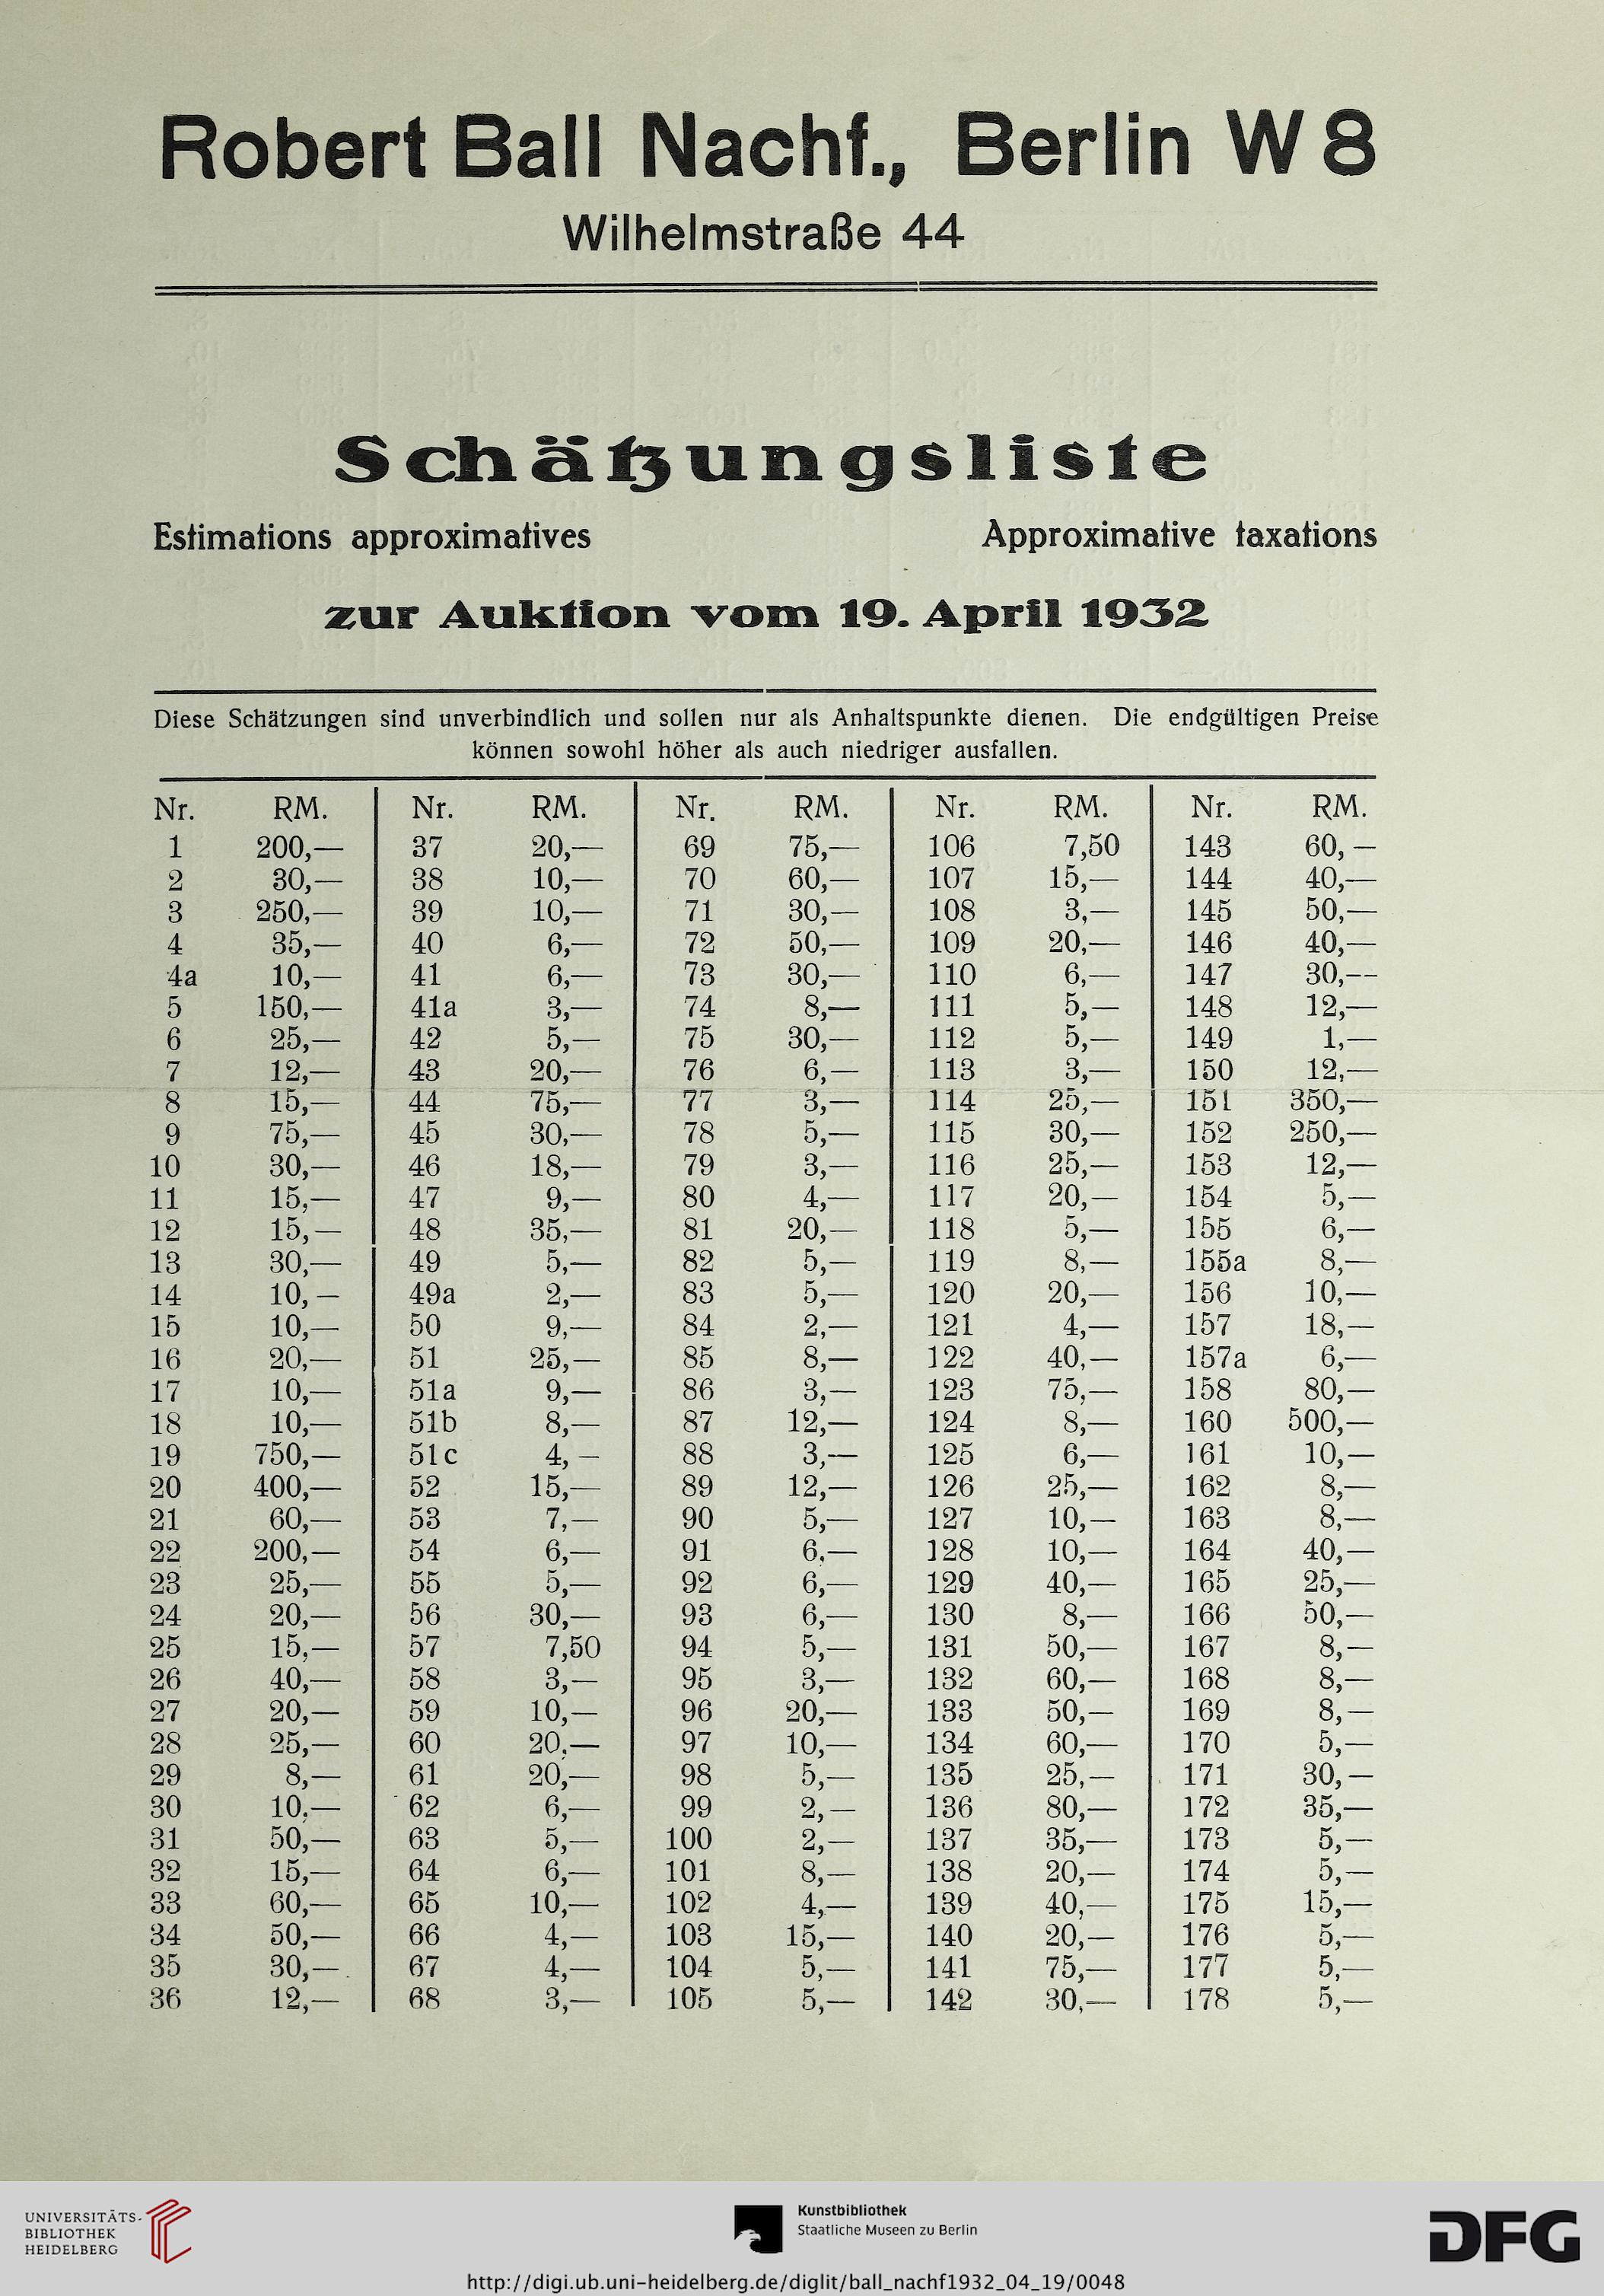 Robert Ball Nachf., Berlin W 8
Wilhelmstraße 44
Schätzungsliste
Estimations approximatives Approximative taxations
zur Auktion vom 19. April 1932
Diese Schätzungen sind unverbindlich und sollen nur als Anhaltspunkte dienen. Die endgültigen Preise
können sowohl höher als auch niedriger ausfallen.
Nr. RM. Nr. RM. Nr. RM. Nr. RM. Nr. RM.
1 200,— 37 20,— 69 75,— 106 7,50 143 60,—
2 30,— 38 10,— 70 60,— 107 15,— 144 40,—
3 250,— 39 10,— 71 30,— 108 3,— 145 50,—
4 35,— 40 6,— 72 50,— 109 20,— 146 40,—
4a 10,— 41 6,— 73 30,— 110 6,— 147 30,—
5 150,— 41a 3,— 74 8,— 111 5,— 148 12,—
6 25,— 42 5,— 75 30,— 112 5,— 149 1,—
7 12,— 43 20,— 76 6,— 113 3,— 150 12,—
8 15,— 44 75,— 77 3,— 114 25,— 151 350,—
9 75,— 45 30,— 78 5,— 115 30,— 152 250,—
10 30,— 46 18,— 79 3,— 116 25,— 153 12,—
11 15,— 47 9,— 80 4,— 117 20,— 154 5,—
12 15,— 48 35,— 81 20,— 118 5,— 155 6,—
13 30,— 49 5,— 82 5,— 119 8,— 155a 8,—
14 10,— 49a 2,— 83 5,— 120 20,— 156 10,—
15 10,— 50 9,— 84 2,— 121 4,— 157 18,—
16 20,— 51 25,— 85 8,— 122 40,— 157a 6,—
17 10,— 51a 9,— 86 3,— 123 75,— 158 80,—
18 10,— 51b 8,— 87 12,— 124 8,— 160 500,—
19 750,— 51c 4,— 88 3,— 125 6,— 161 10,—
20 400,— 52 15,— 89 12,— 126 25,— 162 8,—
21 60,— 53 7,— 90 5,— 127 10,— 163 8,—
22 200,— 54 6,— 91 6,— 128 10,— 164 40,—
23 25,— 55 5,— 92 6,— 129 40,— 165 25,—
24 20,— 56 30,— 93 6,— 130 8,— 166 50,—
25 15,— 57 7,50 94 5,— 131 50,— 167 8,—
26 40,— 58 3,— 95 3,— 132 60,— 168 8,—
27 20,— 59 10,— 96 20,— 133 50,— 169 8,—
28 25,— 60 20,— 97 10,— 134 60,— 170 5,—
29 8,— 61 20,— 98 5,— 135 25,— 171 30,—
30 10,— 62 6,— 99 2,— 136 80,— 172 35,—
31 50,— 63 5,— 100 2,— 137 35,— 173 5,—
32 15,— 64 6,— 101 8,— 138 20,— 174 5,—
33 60,— 65 10,— 102 4,— 139 40,— 175 15,—
34 50,— 66 4,— 103 15,— 140 20,— 176 5,—
35 30,— 67 4,— 104 5,— 141 75,— 177 5,—
36 12,— 68 3,— 105 5,— 142 30,— 178 5,—
UNIVERSITÄTS-
BIBLIOTHEK
HEIDELBERG
Kunstbibliothek
Staatliche Museen zu Berlin
DFG
http://digi.ub.uni-heidelberg.de/diglit/ball_nachf1932_04_19/0048